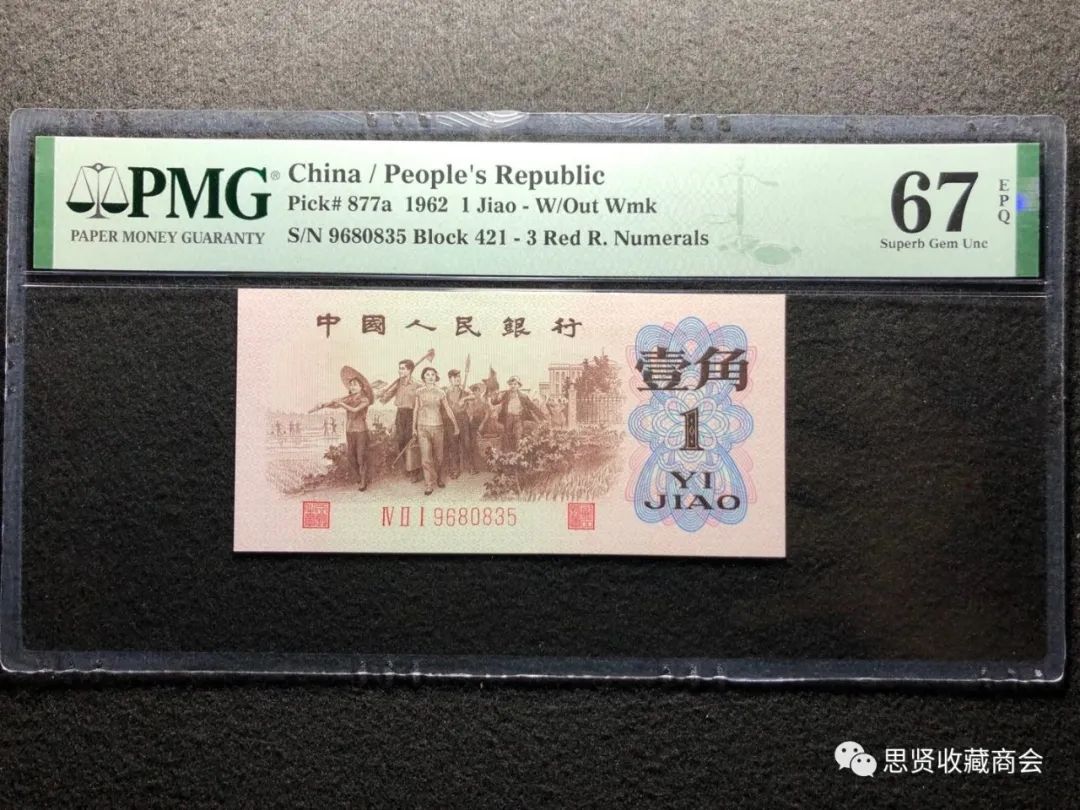 PMG®
PAPER MONEY GUARANTY
China / People's Republic
Pick# 877a 1962 1 Jiao - W/Out Wmk
S/N 9680835 Block 421 - 3 Red R. Numerals
67
EPQ
Superb Gem Unc
中國人民銀行
壹角
1
YI
JIAO
Ⅳ Ⅱ Ⅰ 9680835
思贤收藏商会